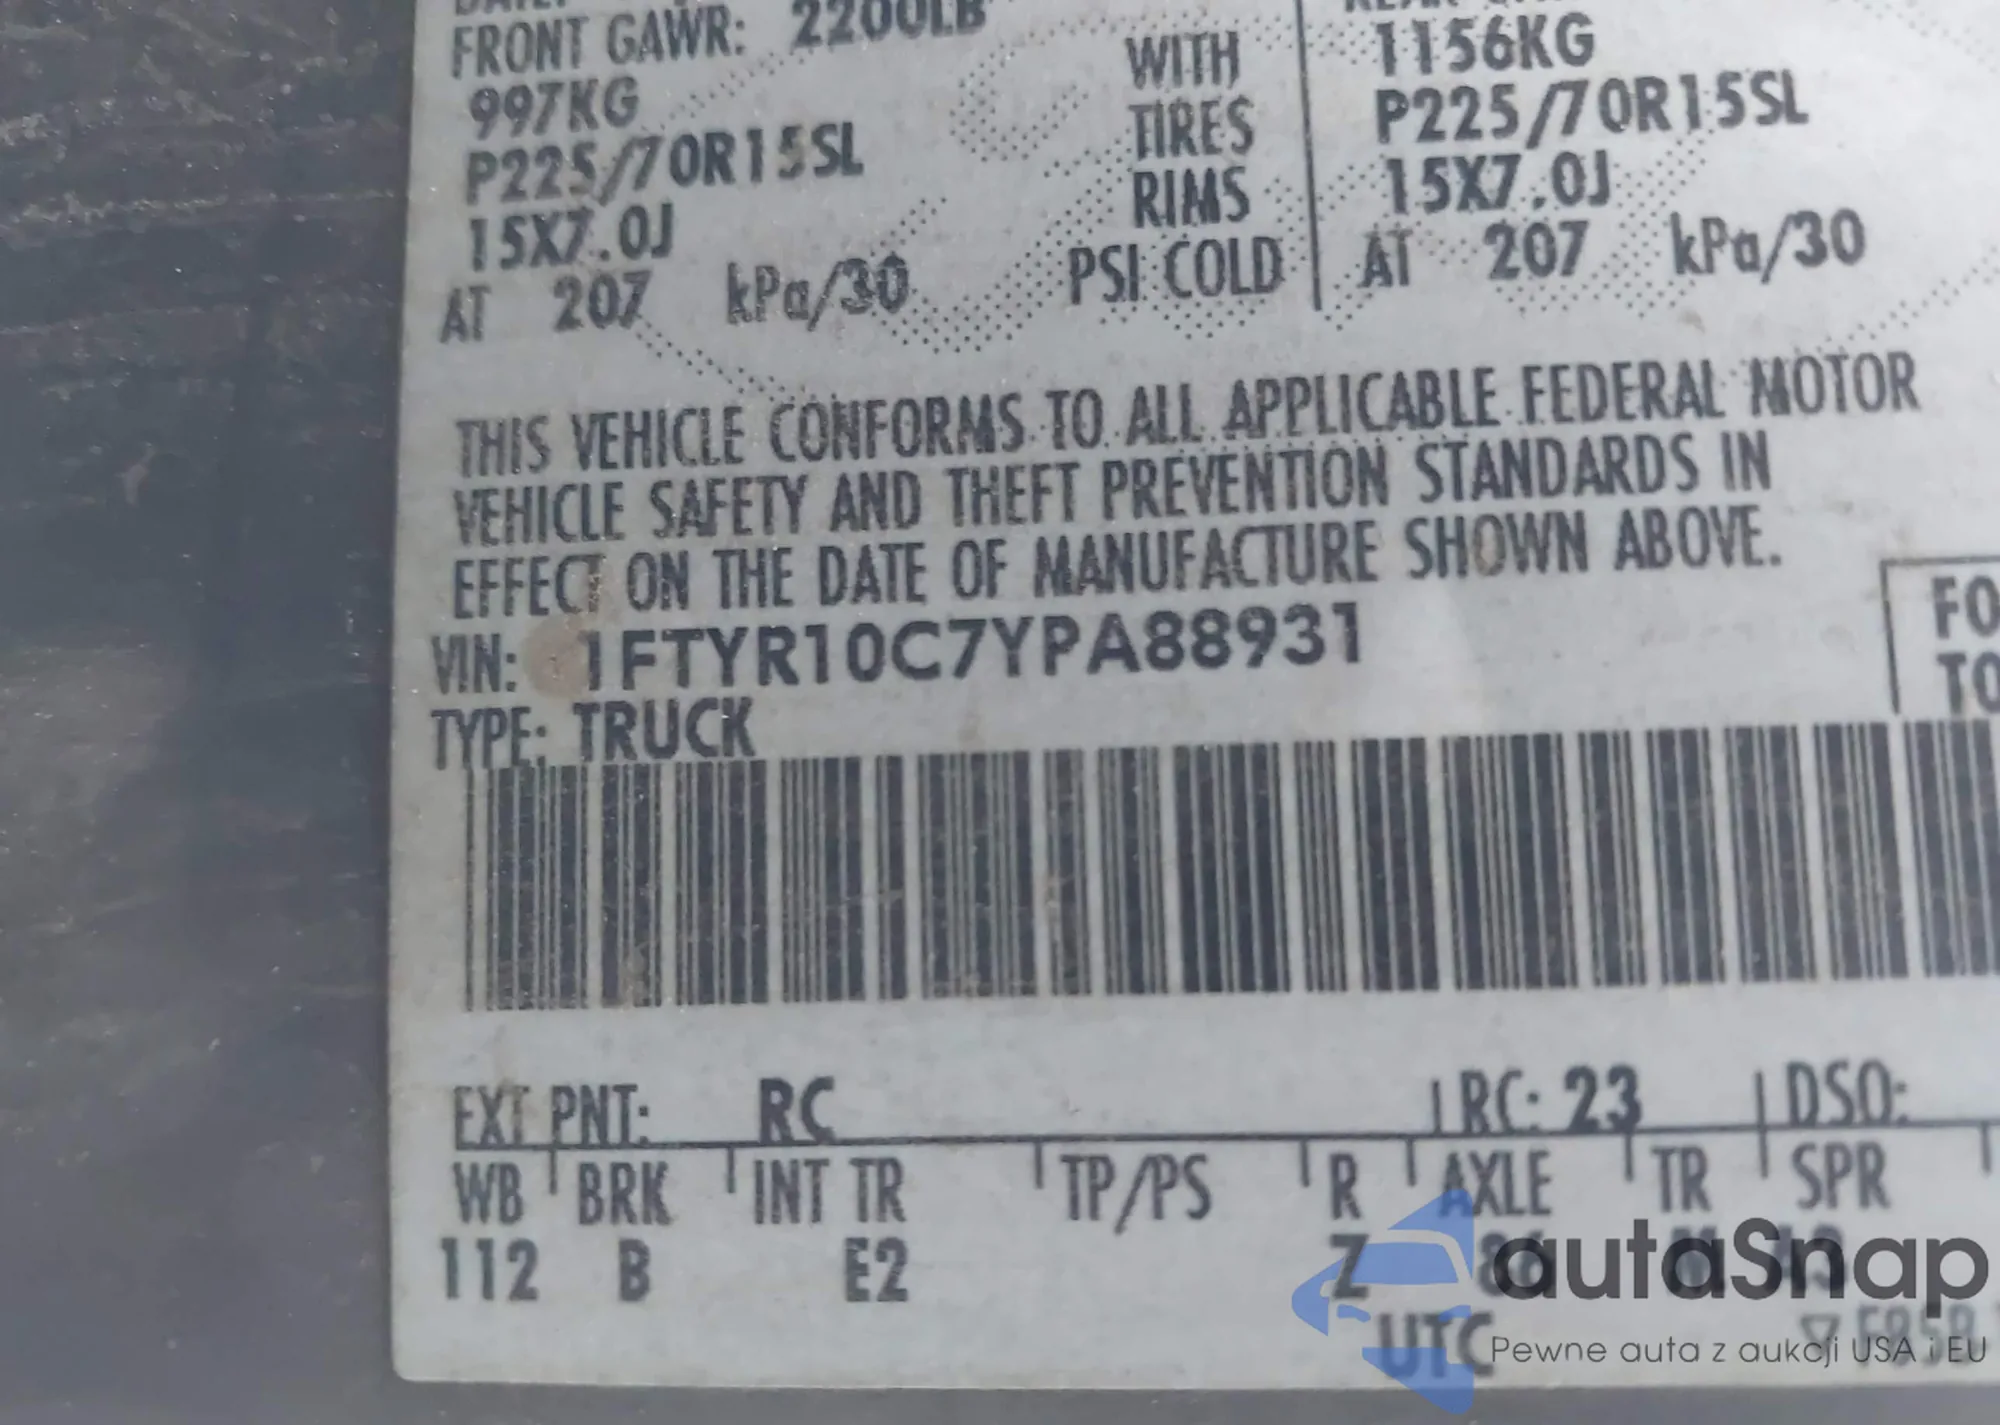 FRONT GAWR: 2200LB
997KG WITH 1156KG
P225/70R15SL TIRES P225/70R15SL
15X7.0J RIMS 15X7.0J
AT 207 kPa/30 PSI COLD AT 207 kPa/30
THIS VEHICLE CONFORMS TO ALL APPLICABLE FEDERAL MOTOR
VEHICLE SAFETY AND THEFT PREVENTION STANDARDS IN
EFFECT ON THE DATE OF MANUFACTURE SHOWN ABOVE.
VIN: 1FTYR10C7YPA88931
FO
TYPE: TRUCK
TO
EXT PNT: RC RC: 23 DSO:
WB BRK INT TR TP/PS R AXLE TR SPR
112 B E2 Z 86
UTC
autaSnap
Pewne auta z aukcji USA i EU